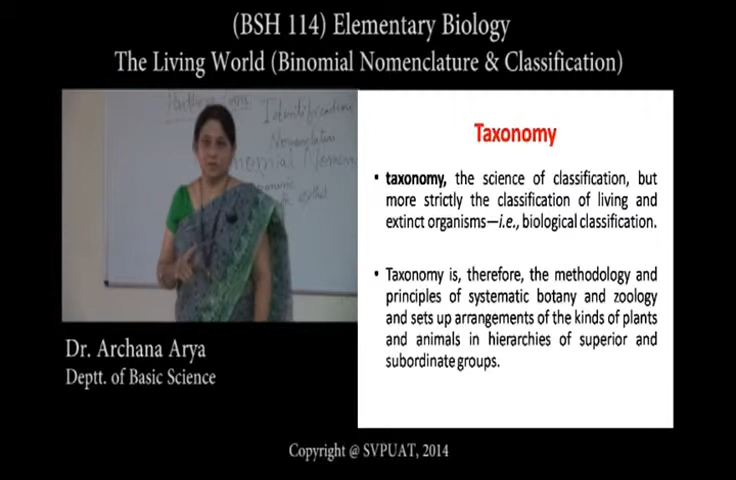 (BSH 114) Elementary Biology
The Living World (Binomial Nomenclature & Classification)
Identification
Nomenclature
Taxonomy
• taxonomy, the science of classification, but
more strictly the classification of living and
extinct organisms—i.e., biological classification.
• Taxonomy is, therefore, the methodology and
principles of systematic botany and zoology
and sets up arrangements of the kinds of plants
and animals in hierarchies of superior and
subordinate groups.
Dr. Archana Arya
Deptt. of Basic Science
Copyright @ SVPUAT, 2014